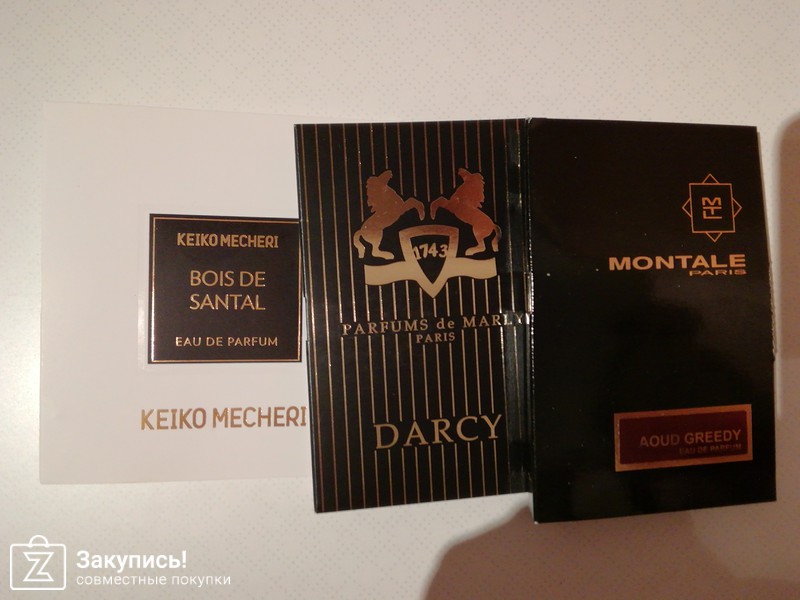 KEIKO MECHERI
BOIS DE
SANTAL
EAU DE PARFUM
KEIKO MECHERI
1743
PARFUMS de MARLY
PARIS
DARCY
MT
MONTALE
PARIS
AOUD GREEDY
EAU DE PARFUM
Закупись!
совместные покупки